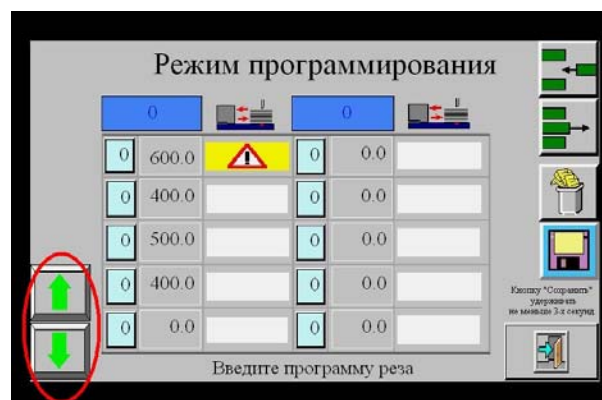 Режим программирования
0 0
0 600.0 0 0.0
0 400.0 0 0.0
0 500.0 0 0.0
0 400.0 0 0.0
0 0.0 0 0.0
Кнопку "Сохранить"
удерживать
не меньше 3-х секунд
Введите программу реза